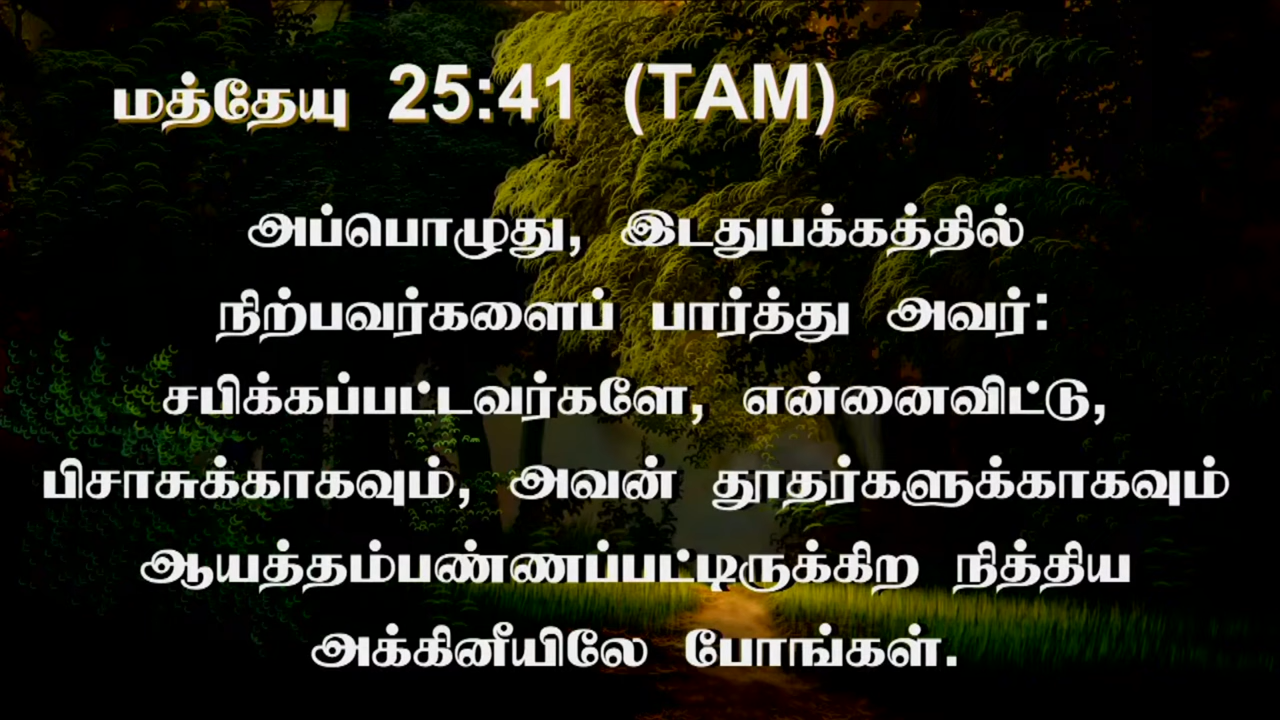 மத்தேயு 25:41 (TAM)
அப்பொழுது, இடதுபக்கத்தில்
நிற்பவர்களைப் பார்த்து அவர்:
சபிக்கப்பட்டவர்களே, என்னைவிட்டு,
பிசாசுக்காகவும், அவன் தூதர்களுக்காகவும்
ஆயத்தம்பண்ணப்பட்டிருக்கிற நித்திய
அக்கினீயிலே போங்கள்.